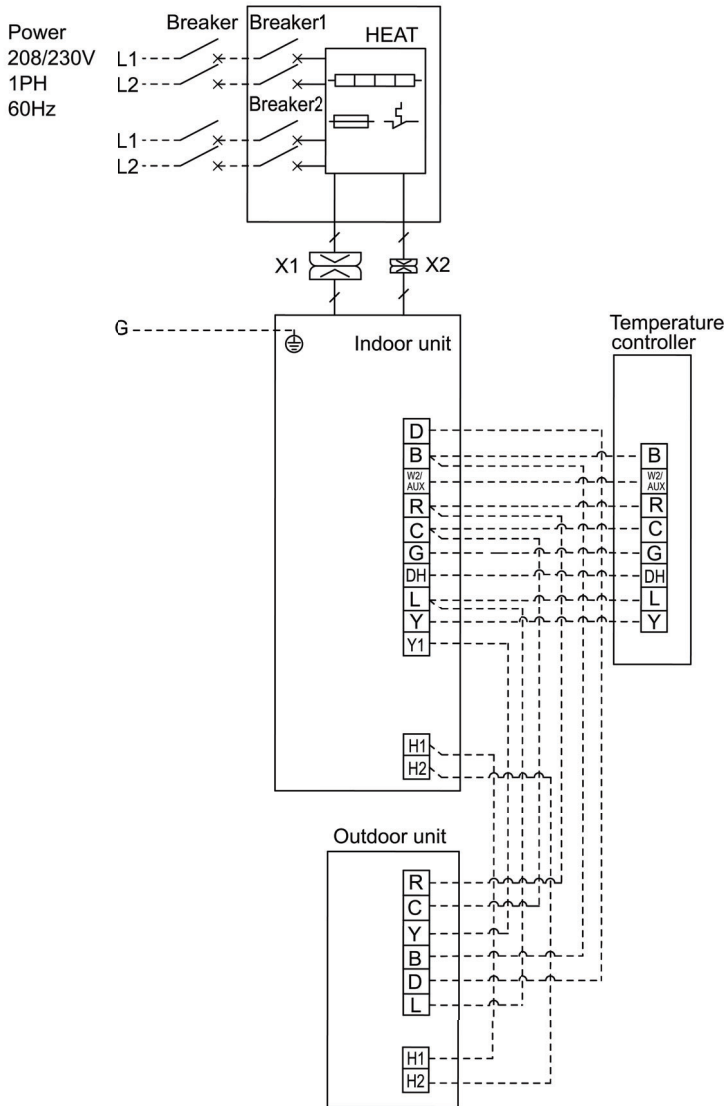 Power
208/230V
1PH
60Hz
Breaker
Breaker1
HEAT
L1
L2
Breaker2
L1
L2
X1
X2
G
Indoor unit
Temperature
controller
D
B
W2/
AUX
R
C
G
DH
L
Y
Y1
H1
H2
B
W2/
AUX
R
C
G
DH
L
Y
Outdoor unit
R
C
Y
B
D
L
H1
H2